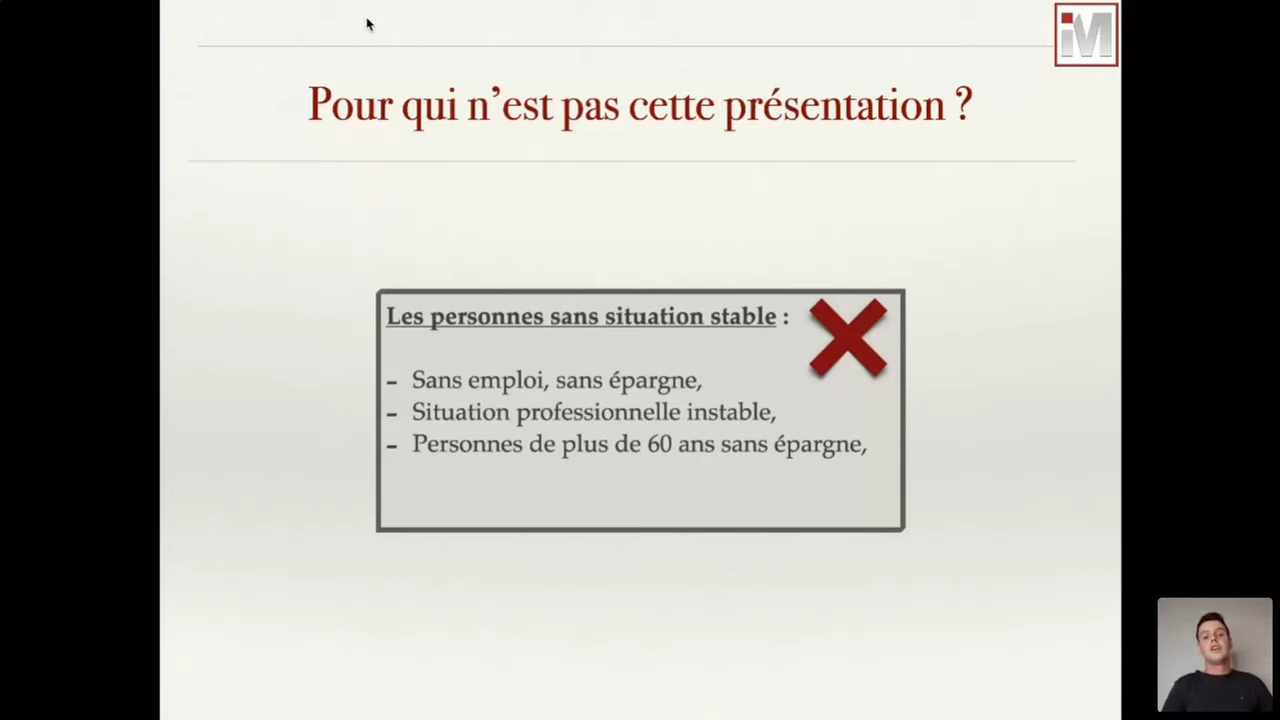 iM
Pour qui n’est pas cette présentation ?
Les personnes sans situation stable :
- Sans emploi, sans épargne,
- Situation professionnelle instable,
- Personnes de plus de 60 ans sans épargne,